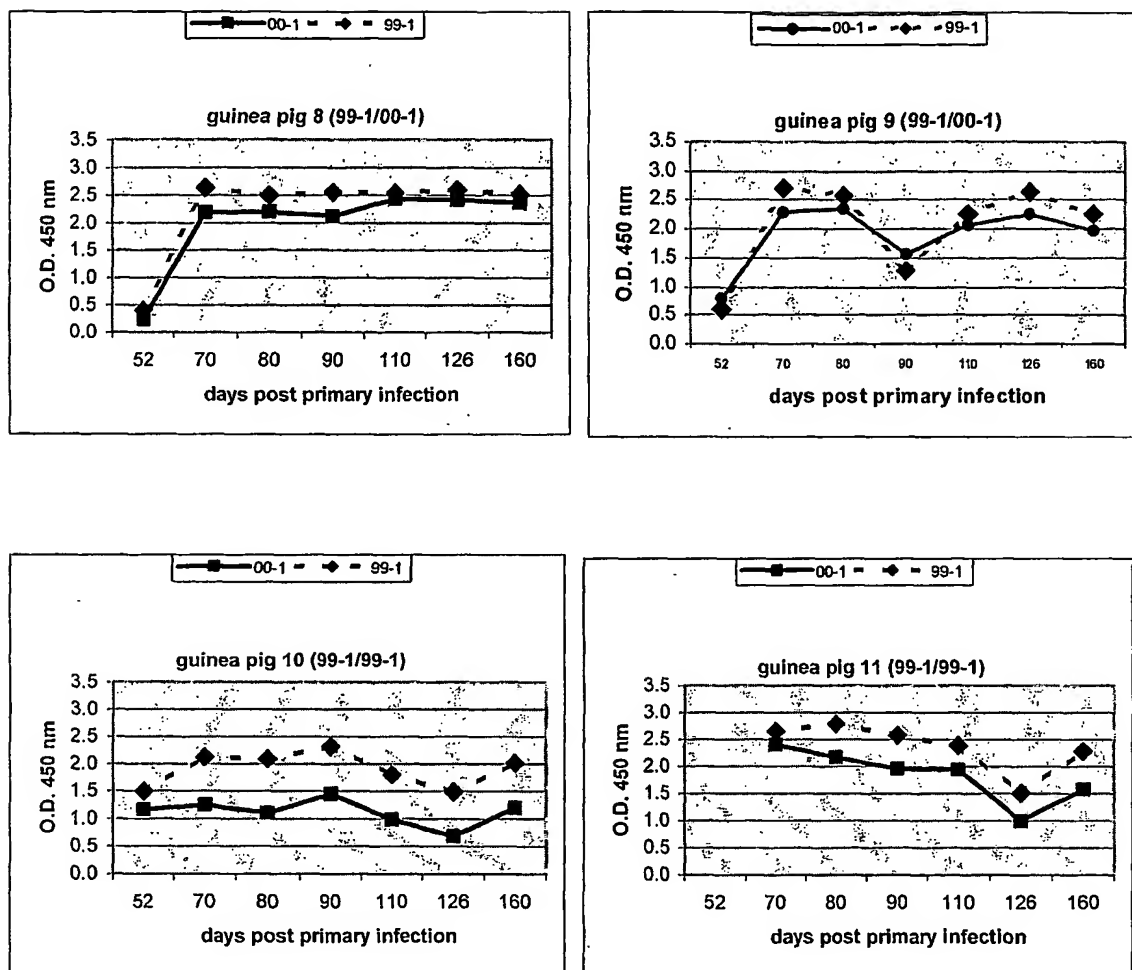 00-1 99-1
guinea pig 8 (99-1/00-1)
O.D. 450 nm
3.5
3.0
2.5
2.0
1.5
1.0
0.5
0.0
52 70 80 90 110 126 160
days post primary infection
00-1 99-1
guinea pig 9 (99-1/00-1)
O.D. 450 nm
3.5
3.0
2.5
2.0
1.5
1.0
0.5
0.0
52 70 80 90 110 126 160
days post primary infection
00-1 99-1
guinea pig 10 (99-1/99-1)
O.D. 450 nm
3.5
3.0
2.5
2.0
1.5
1.0
0.5
0.0
52 70 80 90 110 126 160
days post primary infection
00-1 99-1
guinea pig 11 (99-1/99-1)
O.D. 450 nm
3.5
3.0
2.5
2.0
1.5
1.0
0.5
0.0
52 70 80 90 110 126 160
days post primary infection